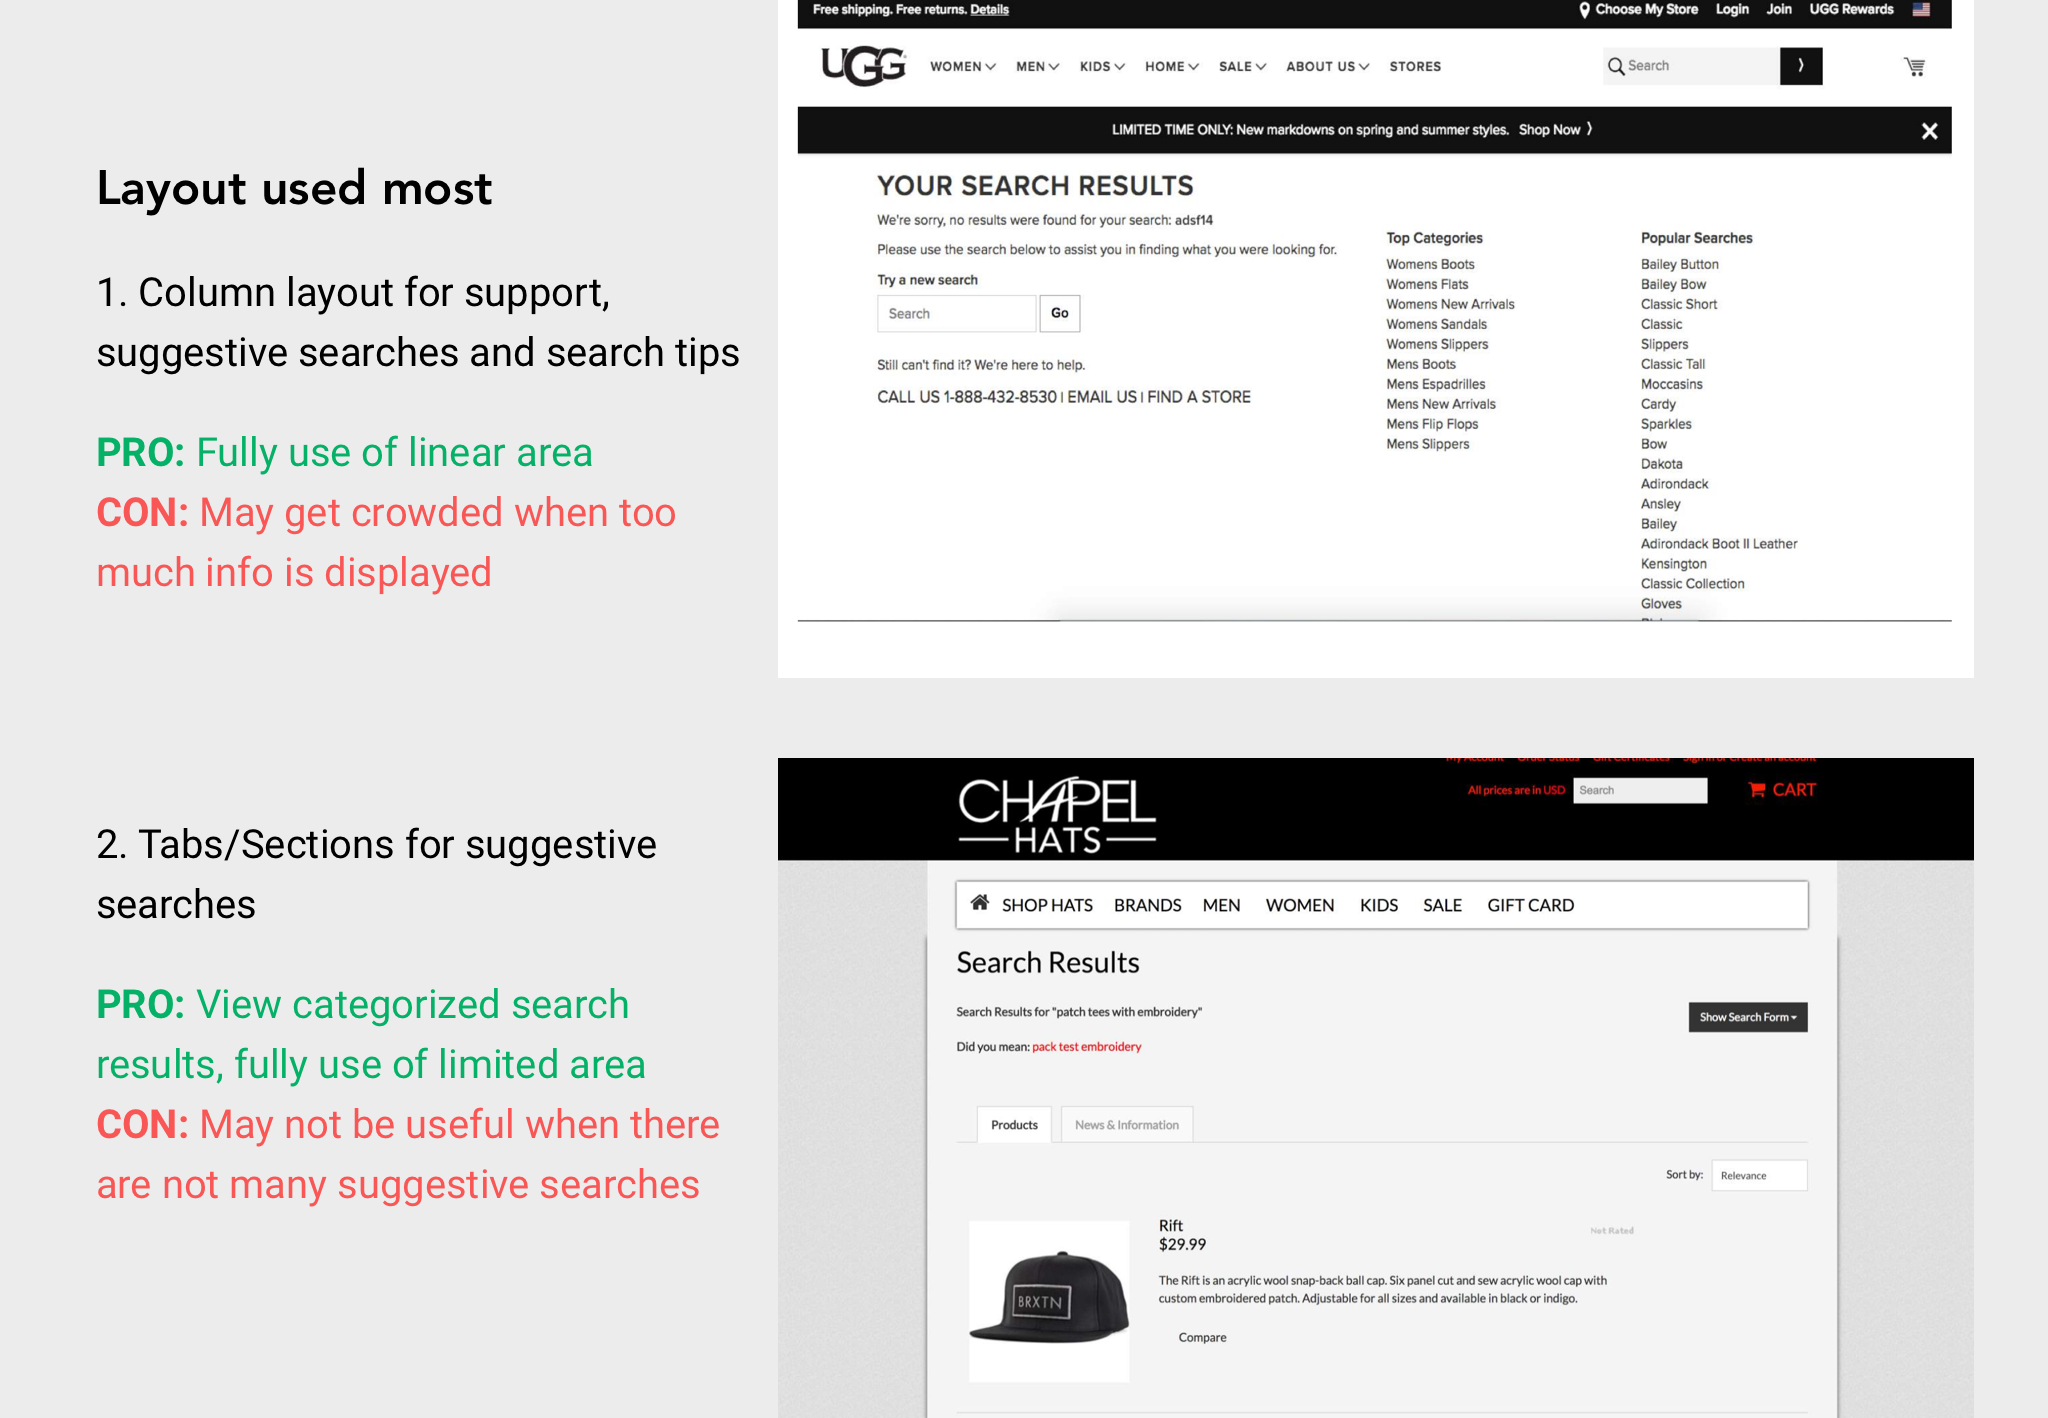 Layout used most
1. Column layout for support,
suggestive searches and search tips
PRO: Fully use of linear area
CON: May get crowded when too
much info is displayed
Free shipping. Free returns. Details
Choose My Store Login Join UGG Rewards
UGG
WOMEN MEN KIDS HOME SALE ABOUT US STORES
Search
LIMITED TIME ONLY: New markdowns on spring and summer styles. Shop Now
YOUR SEARCH RESULTS
We're sorry, no results were found for your search: adsf14
Please use the search below to assist you in finding what you were looking for.
Try a new search
Search Go
Still can't find it? We're here to help.
CALL US 1-888-432-8530 | EMAIL US | FIND A STORE
Top Categories
Womens Boots
Womens Flats
Womens New Arrivals
Womens Sandals
Womens Slippers
Mens Boots
Mens Espadrilles
Mens New Arrivals
Mens Flip Flops
Mens Slippers
Popular Searches
Bailey Button
Bailey Bow
Classic Short
Classic
Slippers
Classic Tall
Moccasins
Cardy
Sparkles
Bow
Dakota
Adirondack
Ansley
Bailey
Adirondack Boot II Leather
Kensington
Classic Collection
Gloves
2. Tabs/Sections for suggestive
searches
PRO: View categorized search
results, fully use of limited area
CON: May not be useful when there
are not many suggestive searches
My Account Order Status Gift Certificates Sign in or Create an account
CHAPEL
HATS
All prices are in USD Search CART
SHOP HATS BRANDS MEN WOMEN KIDS SALE GIFT CARD
Search Results
Search Results for "patch tees with embroidery"
Show Search Form
Did you mean: pack test embroidery
Products News & Information
Sort by: Relevance
BRXTN
Rift
$29.99
Not Rated
The Rift is an acrylic wool snap-back ball cap. Six panel cut and sew acrylic wool cap with
custom embroidered patch. Adjustable for all sizes and available in black or indigo.
Compare